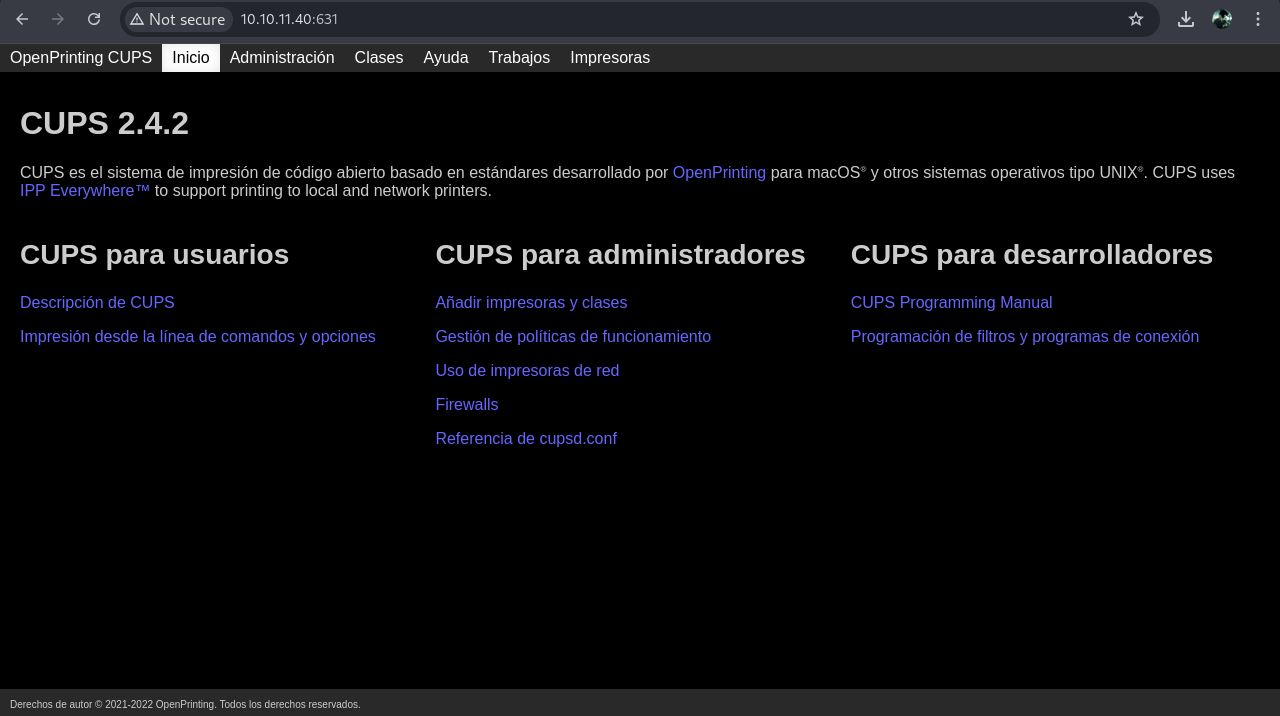 Not secure 10.10.11.40:631
OpenPrinting CUPS Inicio Administración Clases Ayuda Trabajos Impresoras
CUPS 2.4.2
CUPS es el sistema de impresión de código abierto basado en estándares desarrollado por OpenPrinting para macOS® y otros sistemas operativos tipo UNIX®. CUPS uses
IPP Everywhere™ to support printing to local and network printers.
CUPS para usuarios
Descripción de CUPS
Impresión desde la línea de comandos y opciones
CUPS para administradores
Añadir impresoras y clases
Gestión de políticas de funcionamiento
Uso de impresoras de red
Firewalls
Referencia de cupsd.conf
CUPS para desarrolladores
CUPS Programming Manual
Programación de filtros y programas de conexión
Derechos de autor © 2021-2022 OpenPrinting. Todos los derechos reservados.